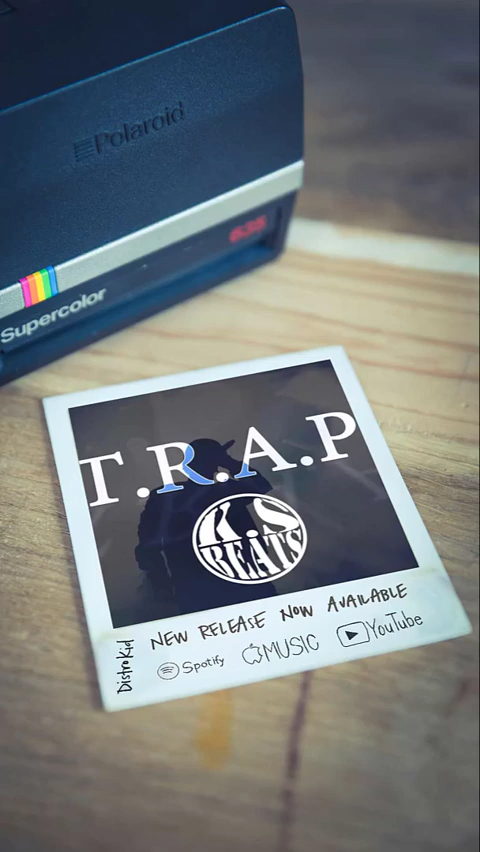 Polaroid
635
Supercolor
T.R.A.P
K.S
BEATS
NEW RELEASE NOW AVAILABLE
DistroKid
Spotify
MUSIC
YouTube